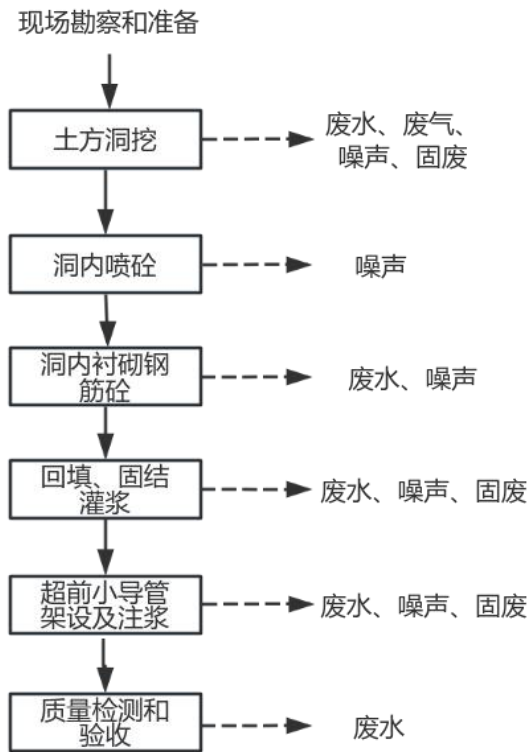 现场勘察和准备
土方洞挖
废水、废气、
噪声、固废
洞内喷砼
噪声
洞内衬砌钢
筋砼
废水、噪声
回填、固结
灌浆
废水、噪声、固废
超前小导管
架设及注浆
废水、噪声、固废
质量检测和
验收
废水